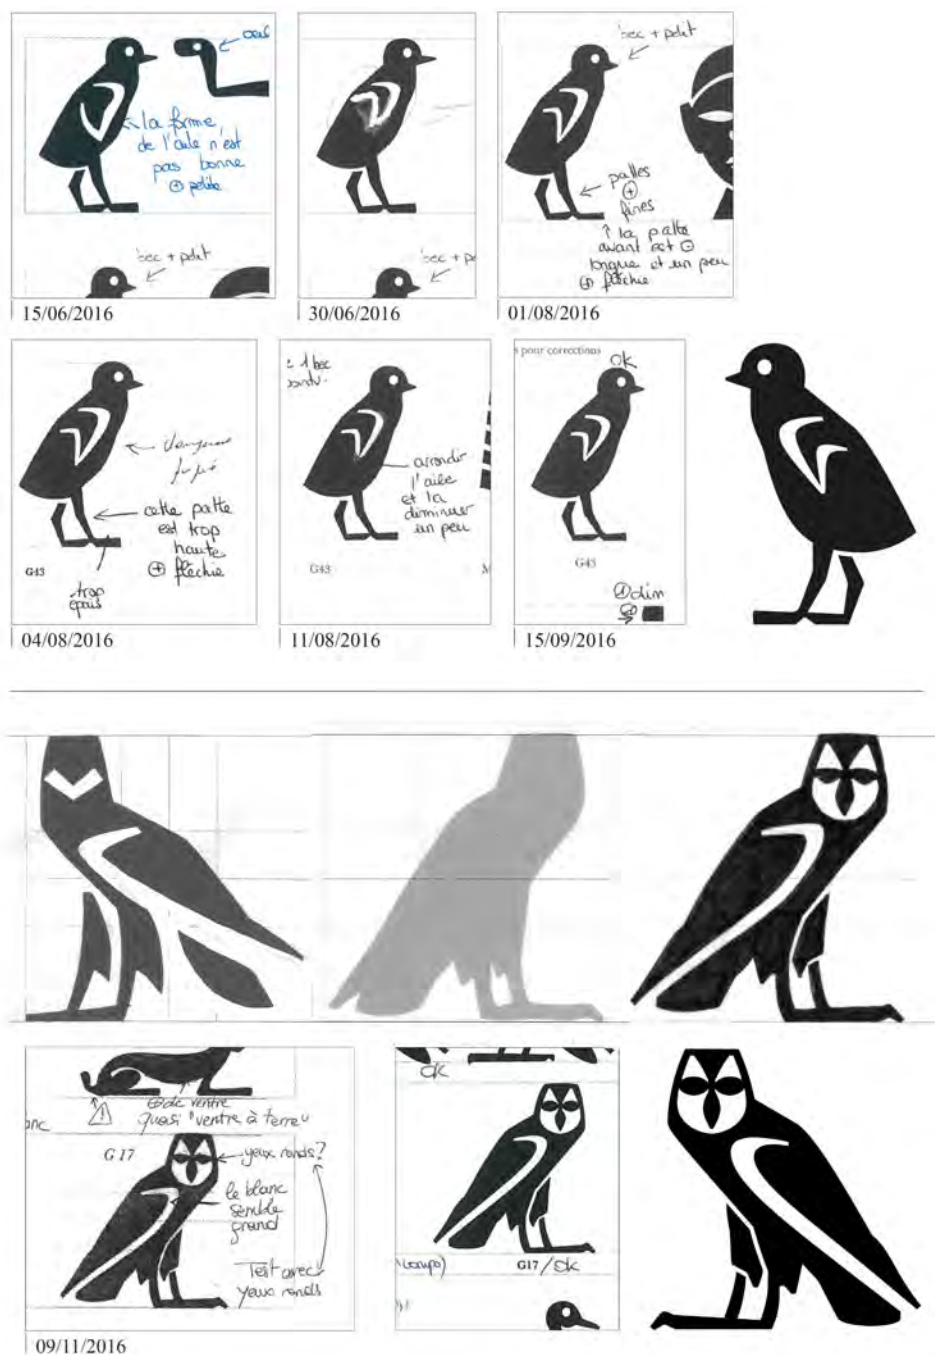 la forme
de l'aile n'est
pas bonne
⊕ petite
bec + petit
15/06/2016
bec + pe
30/06/2016
bec + petit
pattes
⊕
fines
↑ la patte
avant est ⊖
longue et un peu
⊕ fléchie
01/08/2016
cette patte
est trop
haute
⊕ fléchie
G43
trop
épais
04/08/2016
arrondir
l'aile
et la
diminuer
un peu
G43
M
11/08/2016
s pour corrections
ok
G43
15/09/2016
anc
⊕ de ventre
quasi "ventre à terre"
G 17
yeux ronds?
le blanc
semble
grand
Test avec
yeux ronds
09/11/2016
ok
G17/ok